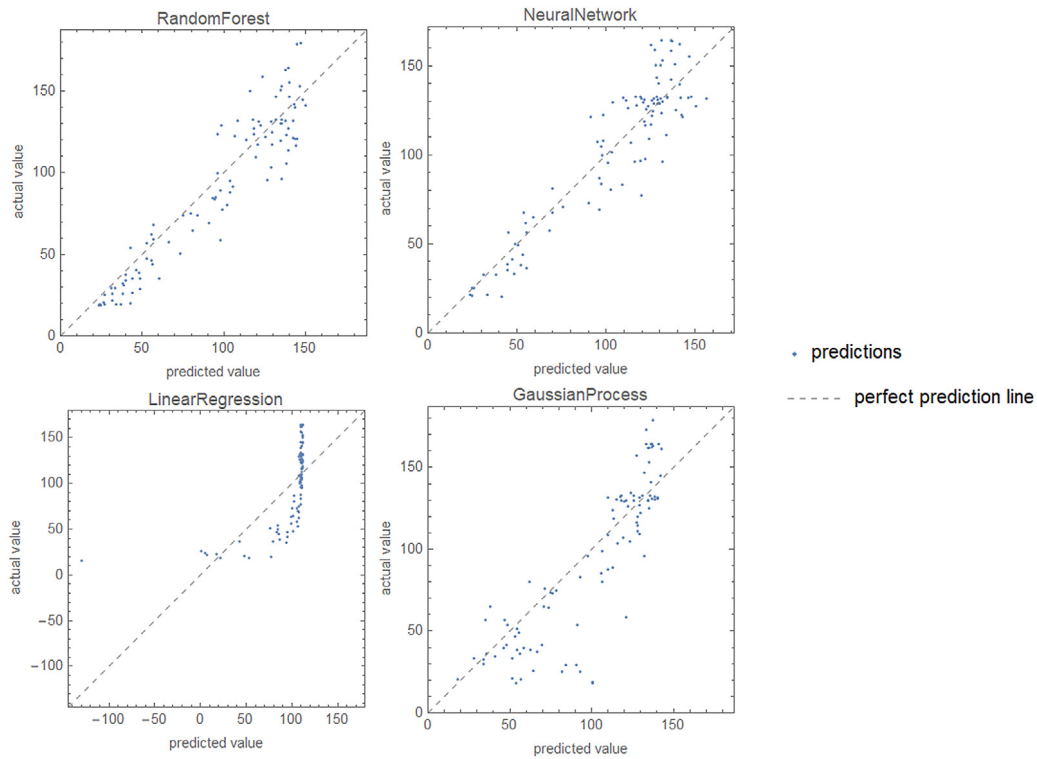 RandomForest
150
100
50
0
0 50 100 150
actual value
predicted value
NeuralNetwork
150
100
50
0
0 50 100 150
actual value
predicted value
LinearRegression
150
100
50
0
−50
−100
−100 −50 0 50 100 150
actual value
predicted value
GaussianProcess
150
100
50
0
0 50 100 150
actual value
predicted value
predictions
perfect prediction line